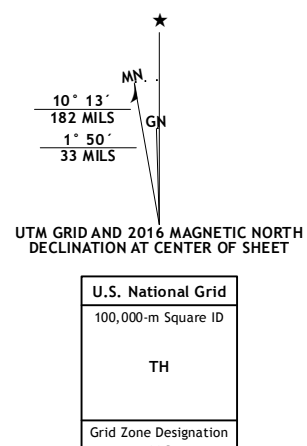 ★
MN
GN
10° 13´
182 MILS
1° 50´
33 MILS
UTM GRID AND 2016 MAGNETIC NORTH
DECLINATION AT CENTER OF SHEET
U.S. National Grid
100,000-m Square ID
TH
Grid Zone Designation